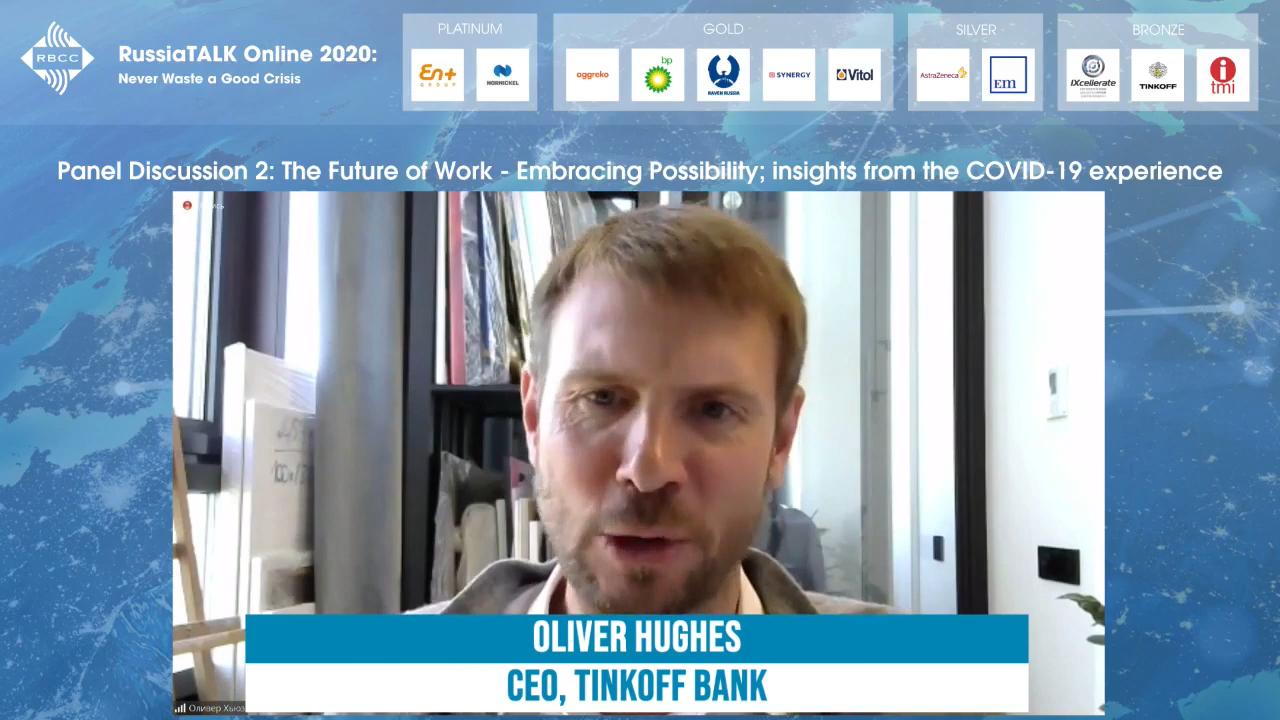 RBCC
RussiaTALK Online 2020:
Never Waste a Good Crisis
PLATINUM
En+
GROUP
NORNICKEL
GOLD
aggreko
bp
RAVEN RUSSIA
SYNERGY
Vitol
SILVER
AstraZeneca
EM
BRONZE
IXcellerate
TINKOFF
tmi
Panel Discussion 2: The Future of Work - Embracing Possibility; insights from the COVID-19 experience
OLIVER HUGHES
CEO, TINKOFF BANK
Оливер Хьюз